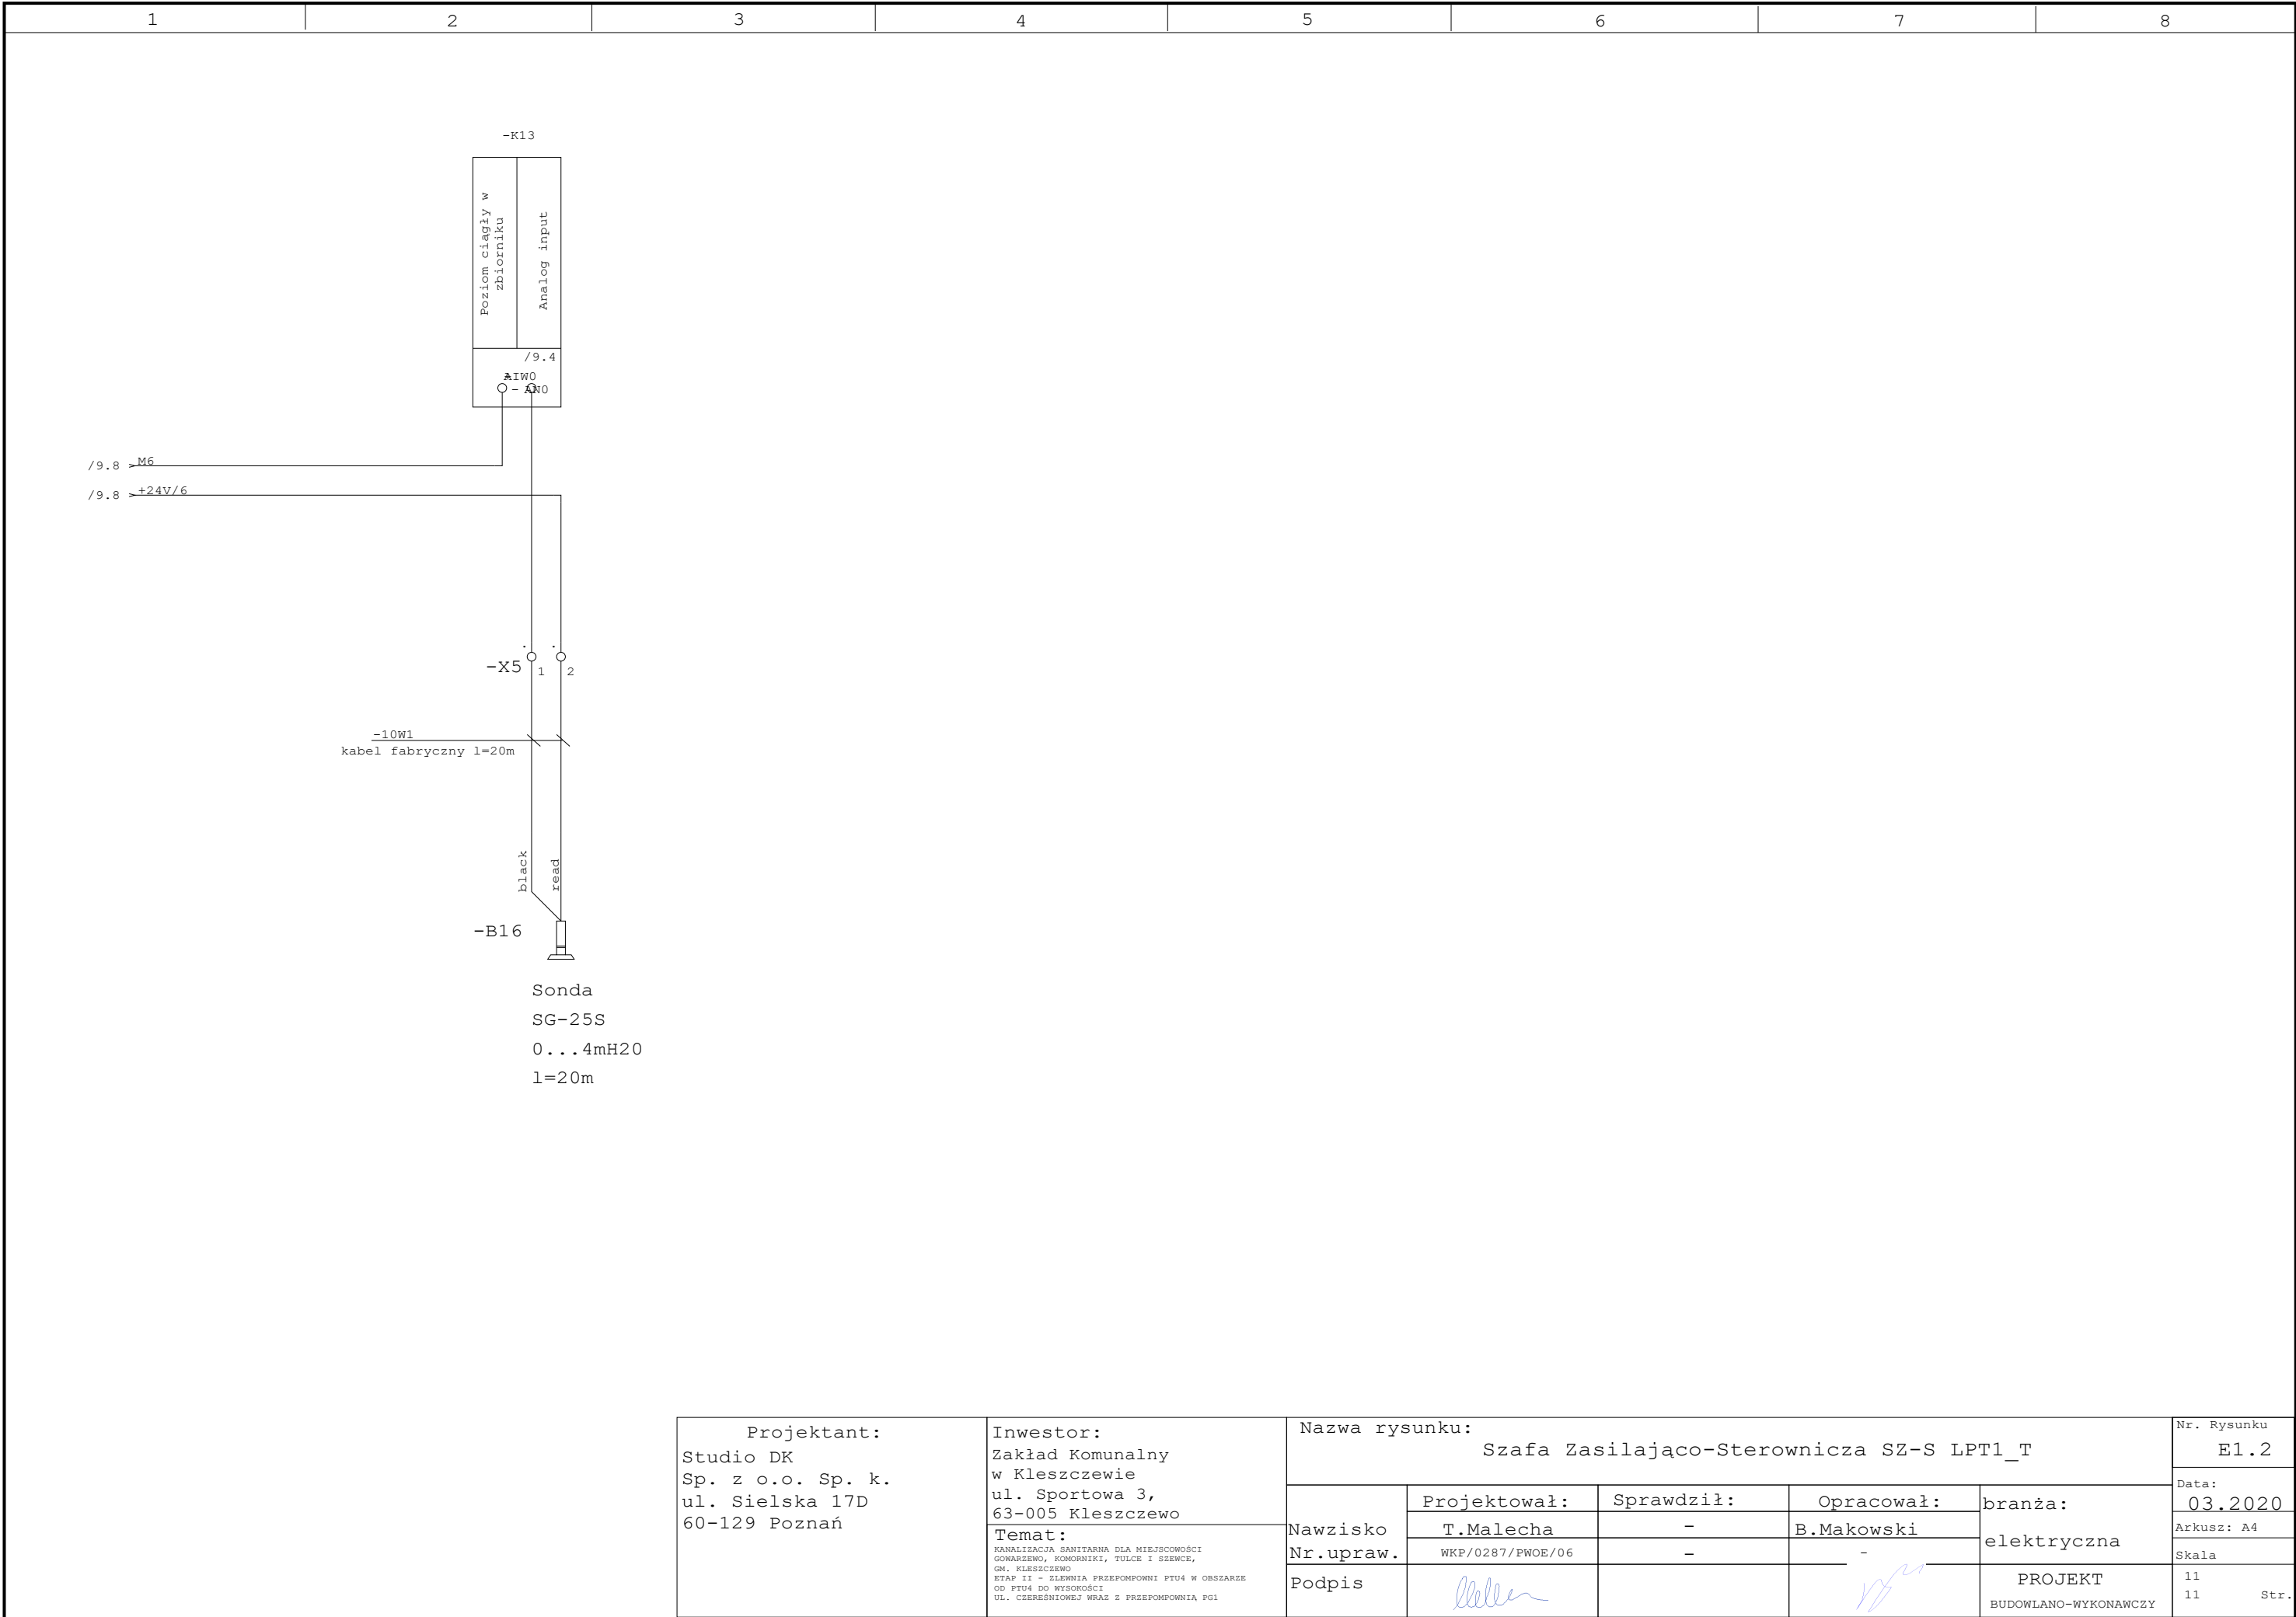 1 2 3 4 5 6 7 8
-K13
Poziom ciągły w
zbiorniku
Analog input
/9.4
AIW0
- AN0
/9.8 M6
/9.8 +24V/6
-X5 1 2
-10W1
kabel fabryczny l=20m
black
read
-B16
Sonda
SG-25S
0...4mH20
l=20m
Projektant:
Studio DK
Sp. z o.o. Sp. k.
ul. Sielska 17D
60-129 Poznań
Inwestor:
Zakład Komunalny
w Kleszczewie
ul. Sportowa 3,
63-005 Kleszczewo
Temat:
KANALIZACJA SANITARNA DLA MIEJSCOWOŚCI
GOWARZEWO, KOMORNIKI, TULCE I SZEWCE,
GM. KLESZCZEWO
ETAP II - ZLEWNIA PRZEPOMPOWNI PTU4 W OBSZARZE
OD PTU4 DO WYSOKOŚCI
UL. CZEREŚNIOWEJ WRAZ Z PRZEPOMPOWNIĄ PG1
Nazwa rysunku:
Szafa Zasilająco-Sterownicza SZ-S LPT1_T
Projektował: Sprawdził: Opracował:
Nawzisko T.Malecha - B.Makowski
Nr.upraw. WKP/0287/PWOE/06 - -
Podpis
branża:
elektryczna
PROJEKT
BUDOWLANO-WYKONAWCZY
Nr. Rysunku
E1.2
Data:
03.2020
Arkusz: A4
Skala
11
11 Str.